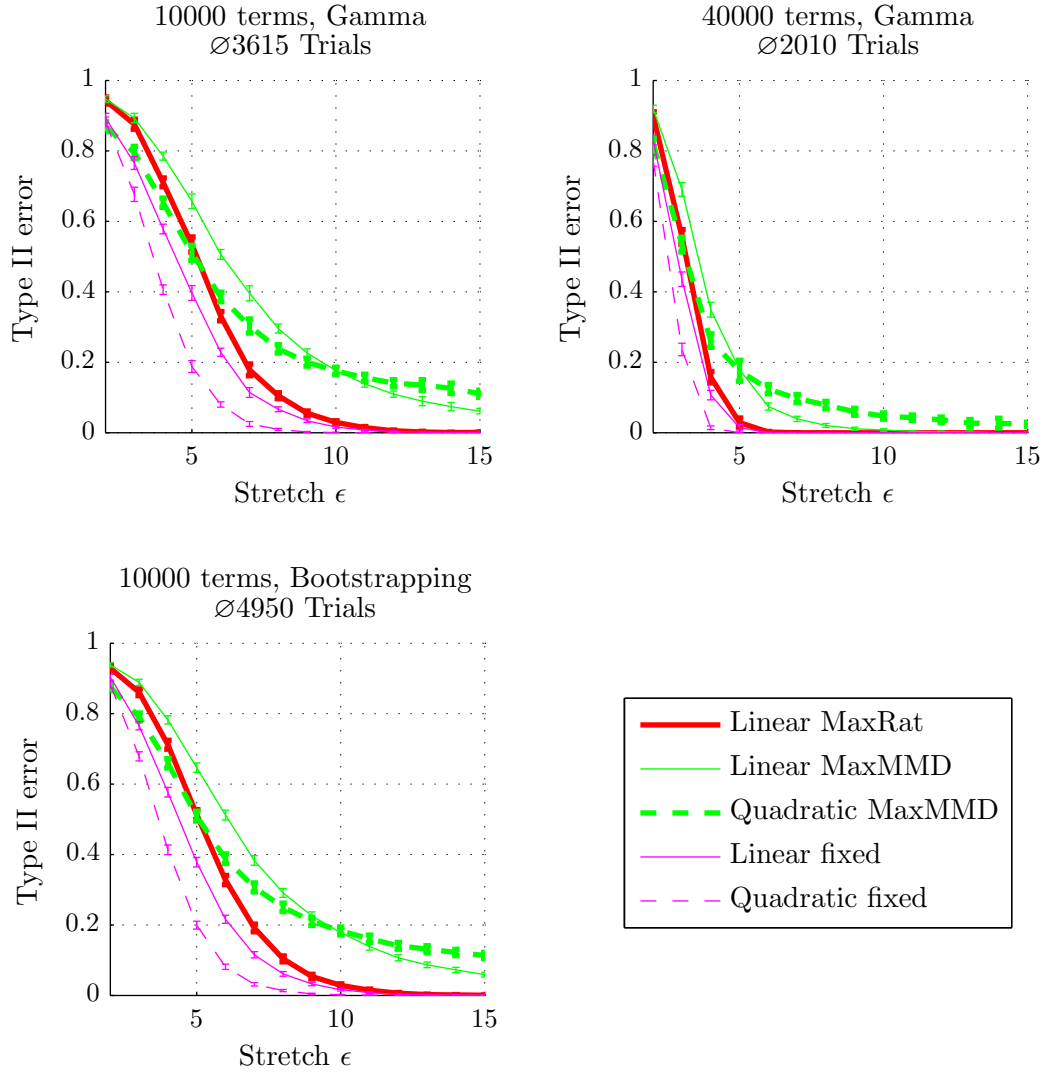 10000 terms, Gamma
∅3615 Trials
1
0.8
0.6
0.4
0.2
0
5
10
15
Type II error
Stretch ϵ
40000 terms, Gamma
∅2010 Trials
1
0.8
0.6
0.4
0.2
0
5
10
15
Type II error
Stretch ϵ
10000 terms, Bootstrapping
∅4950 Trials
1
0.8
0.6
0.4
0.2
0
5
10
15
Type II error
Stretch ϵ
Linear MaxRat
Linear MaxMMD
Quadratic MaxMMD
Linear fixed
Quadratic fixed